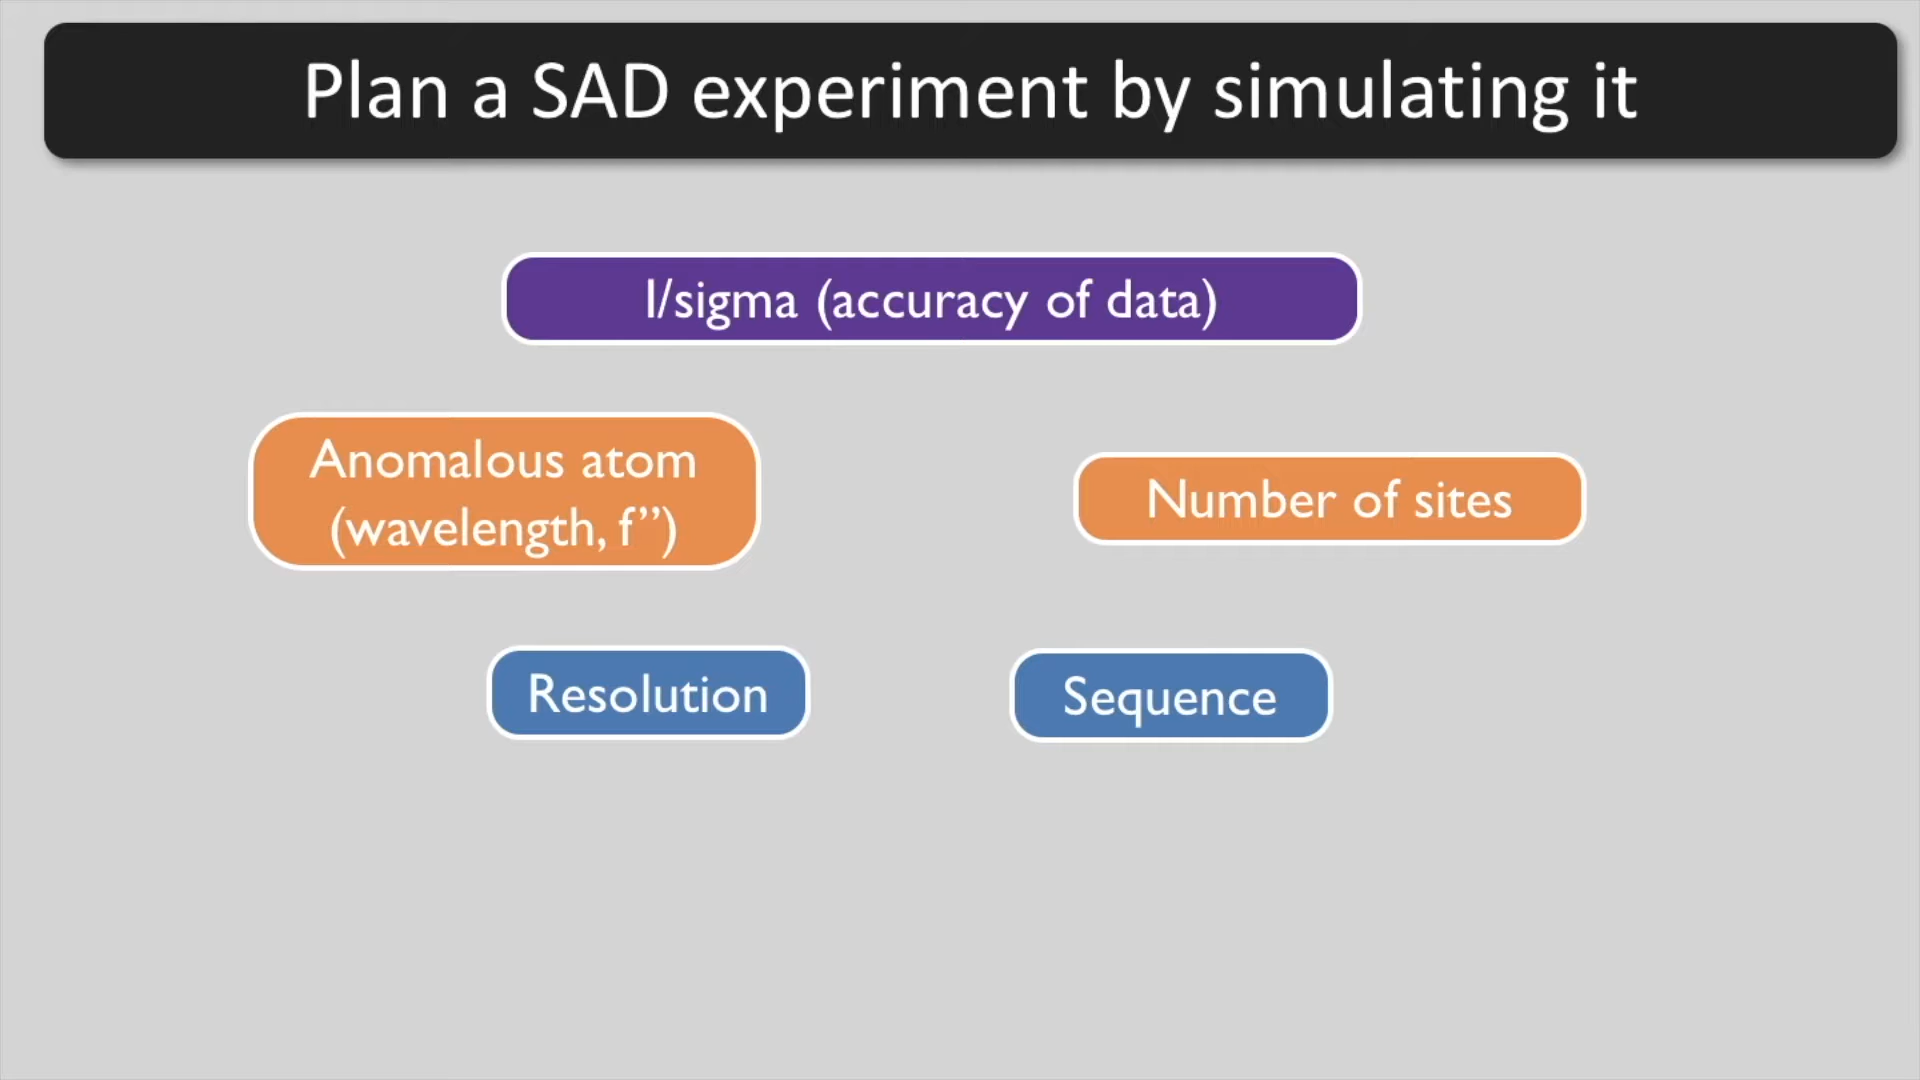 Plan a SAD experiment by simulating it
I/sigma (accuracy of data)
Anomalous atom
(wavelength, f”)
Number of sites
Resolution
Sequence